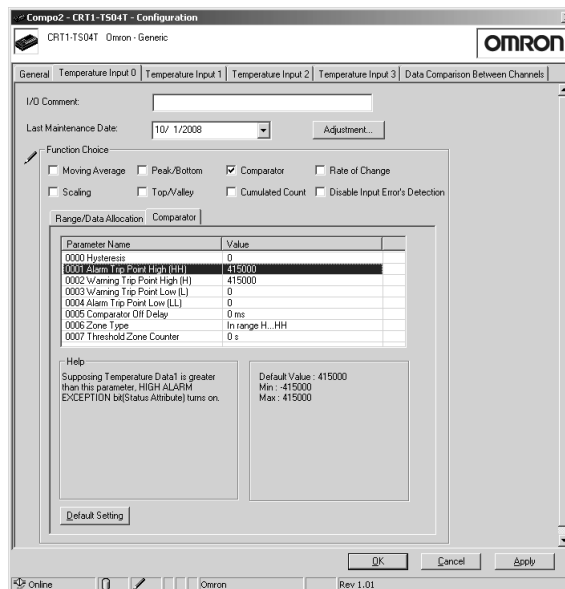 Compo2 - CRT1-TS04T - Configuration
CRT1-TS04T Omron - Generic
OMRON
General Temperature Input 0 Temperature Input 1 Temperature Input 2 Temperature Input 3 Data Comparison Between Channels
I/O Comment:
Last Maintenance Date: 10/ 1/2008 Adjustment...
Function Choice
Moving Average Peak/Bottom Comparator Rate of Change
Scaling Top/Valley Cumulated Count Disable Input Error's Detection
Range/Data Allocation Comparator
Parameter Name Value
0000 Hysteresis 0
0001 Alarm Trip Point High (HH) 415000
0002 Warning Trip Point High (H) 415000
0003 Warning Trip Point Low (L) 0
0004 Alarm Trip Point Low (LL) 0
0005 Comparator Off Delay 0 ms
0006 Zone Type In range H...HH
0007 Threshold Zone Counter 0 s
Help
Supposing Temperature Data1 is greater
than this parameter, HIGH ALARM
EXCEPTION bit(Status Attribute) turns on.
Default Value : 415000
Min : -415000
Max : 415000
Default Setting
OK Cancel Apply
Online Omron Rev 1.01